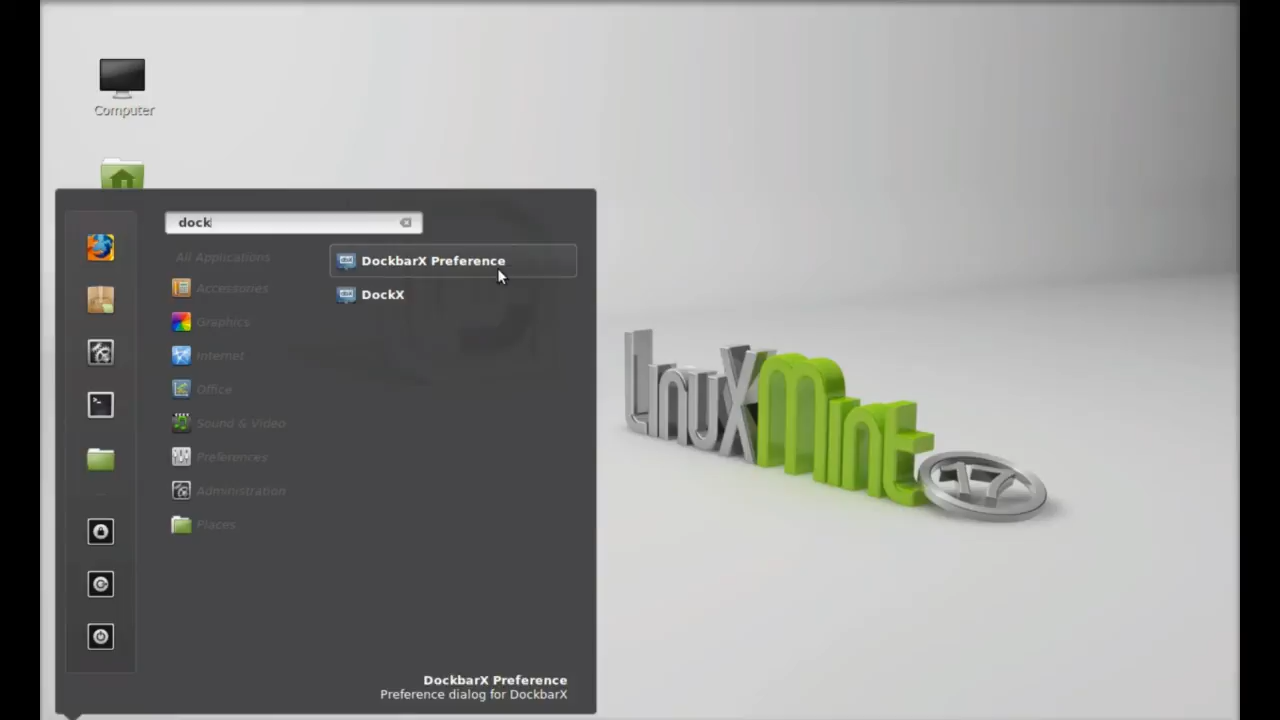 Computer
dock
All Applications
Accessories
Graphics
Internet
Office
Sound & Video
Preferences
Administration
Places
DockbarX Preference
DockX
LinuxMint 17
DockbarX Preference
Preference dialog for DockbarX